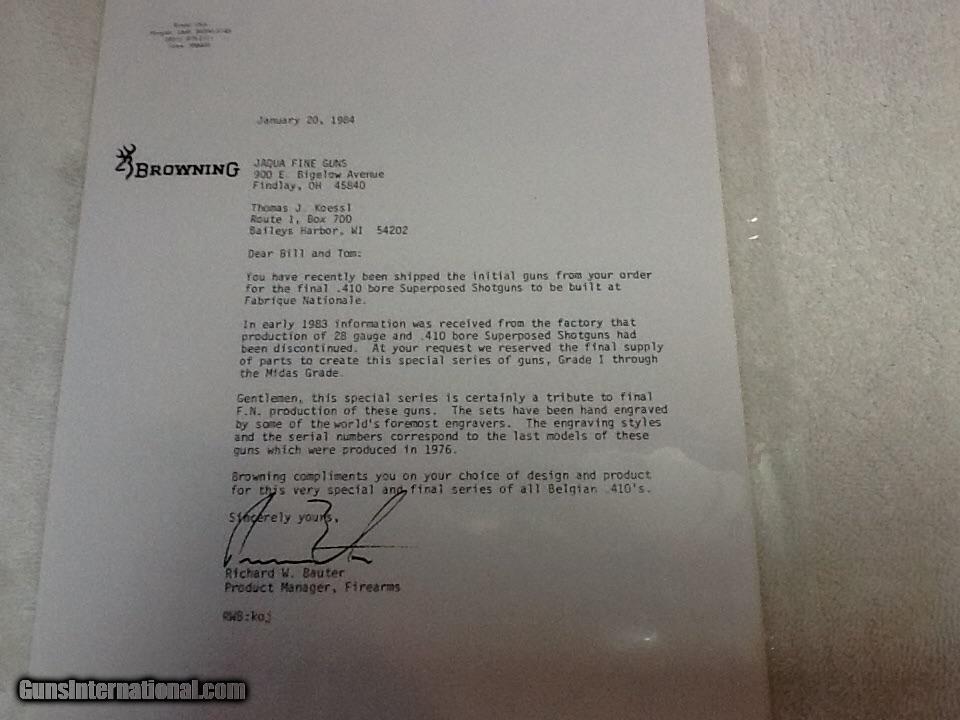 January 20, 1984
BROWNING
JAQUA FINE GUNS
900 E. Bigelow Avenue
Findlay, OH 45840
Thomas J. Koessl
Route 1, Box 700
Baileys Harbor, WI 54202
Dear Bill and Tom:
You have recently been shipped the initial guns from your order
for the final .410 bore Superposed Shotguns to be built at
Fabrique Nationale.
In early 1983 information was received from the factory that
production of 28 gauge and .410 bore Superposed Shotguns had
been discontinued. At your request we reserved the final supply
of parts to create this special series of guns, Grade I through
the Midas Grade.
Gentlemen, this special series is certainly a tribute to final
F.N. production of these guns. The sets have been hand engraved
by some of the world's foremost engravers. The engraving styles
and the serial numbers correspond to the last models of these
guns which were produced in 1976.
Browning compliments you on your choice of design and product
for this very special and final series of all Belgian .410's.
Sincerely yours,
Richard W. Bauter
Product Manager, Firearms
RWB:koj
GunsInternational.com